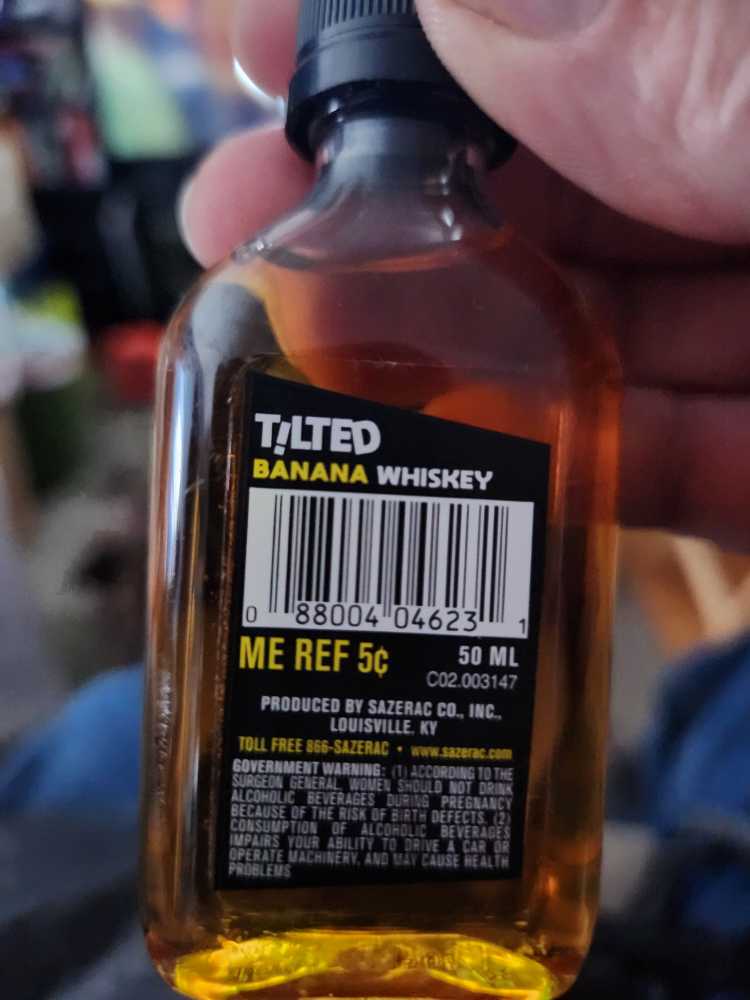 T!LTED
BANANA WHISKEY
0 88004 04623 1
ME REF 5¢
50 ML
C02.003147
PRODUCED BY SAZERAC CO., INC.,
LOUISVILLE, KY
TOLL FREE 866-SAZERAC • www.sazerac.com
GOVERNMENT WARNING: (1) ACCORDING TO THE
SURGEON GENERAL, WOMEN SHOULD NOT DRINK
ALCOHOLIC BEVERAGES DURING PREGNANCY
BECAUSE OF THE RISK OF BIRTH DEFECTS. (2)
CONSUMPTION OF ALCOHOLIC BEVERAGES
IMPAIRS YOUR ABILITY TO DRIVE A CAR OR
OPERATE MACHINERY, AND MAY CAUSE HEALTH
PROBLEMS